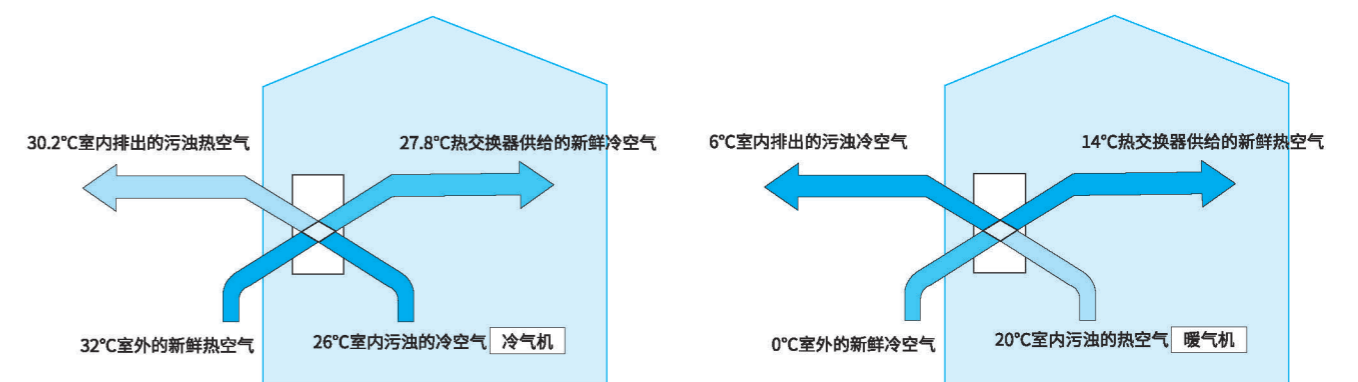 30.2°C室内排出的污浊热空气
27.8°C热交换器供给的新鲜冷空气
32°C室外的新鲜热空气
26°C室内污浊的冷空气
冷气机
6°C室内排出的污浊冷空气
14°C热交换器供给的新鲜热空气
0°C室外的新鲜冷空气
20°C室内污浊的热空气
暖气机